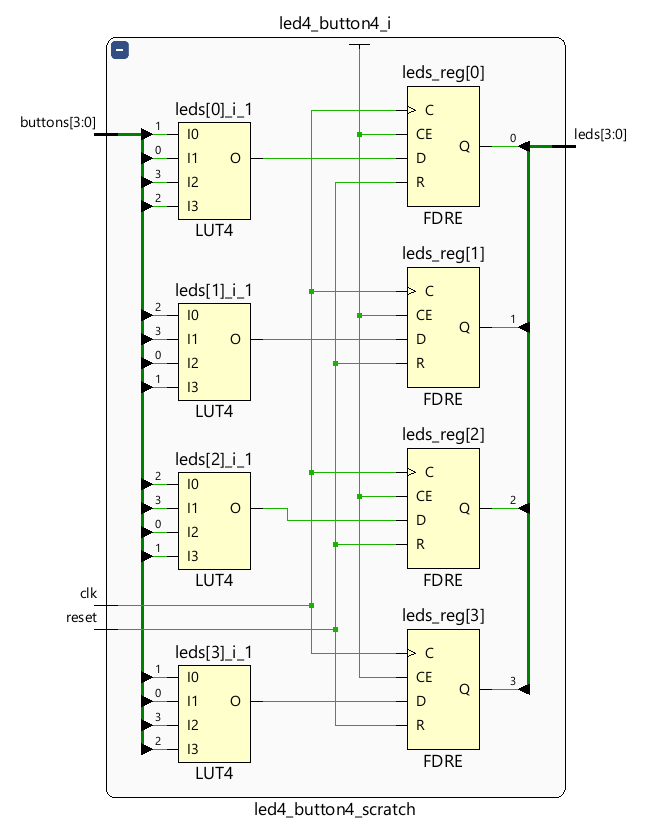 led4_button4_i
leds_reg[0]
buttons[3:0]
leds[0]_i_1
1 I0
0 I1 O
3 I2
2 I3
LUT4
C
CE
D Q 0
R
FDRE
leds[3:0]
leds[1]_i_1
2 I0
3 I1 O
0 I2
1 I3
LUT4
leds_reg[1]
C
CE
D Q 1
R
FDRE
leds[2]_i_1
2 I0
3 I1 O
0 I2
1 I3
LUT4
leds_reg[2]
C
CE
D Q 2
R
FDRE
clk
reset
leds[3]_i_1
1 I0
0 I1 O
3 I2
2 I3
LUT4
leds_reg[3]
C
CE
D Q 3
R
FDRE
led4_button4_scratch